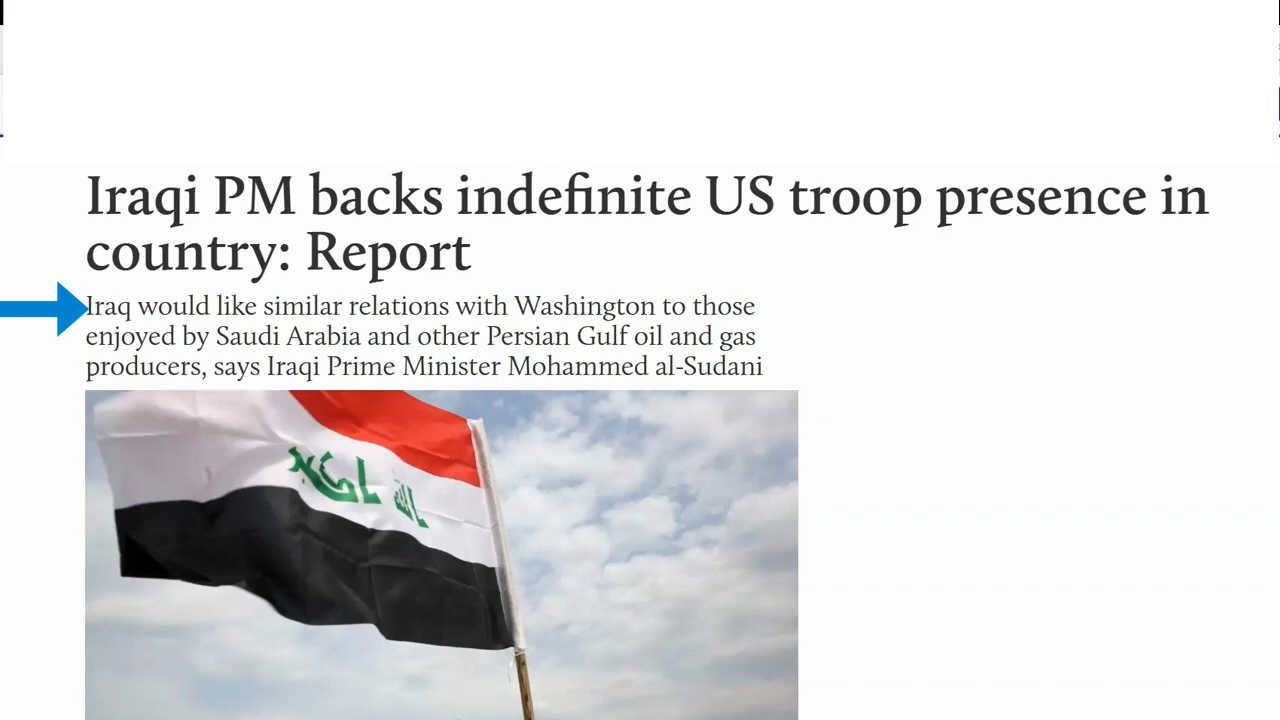 Iraqi PM backs indefinite US troop presence in
country: Report
Iraq would like similar relations with Washington to those
enjoyed by Saudi Arabia and other Persian Gulf oil and gas
producers, says Iraqi Prime Minister Mohammed al-Sudani